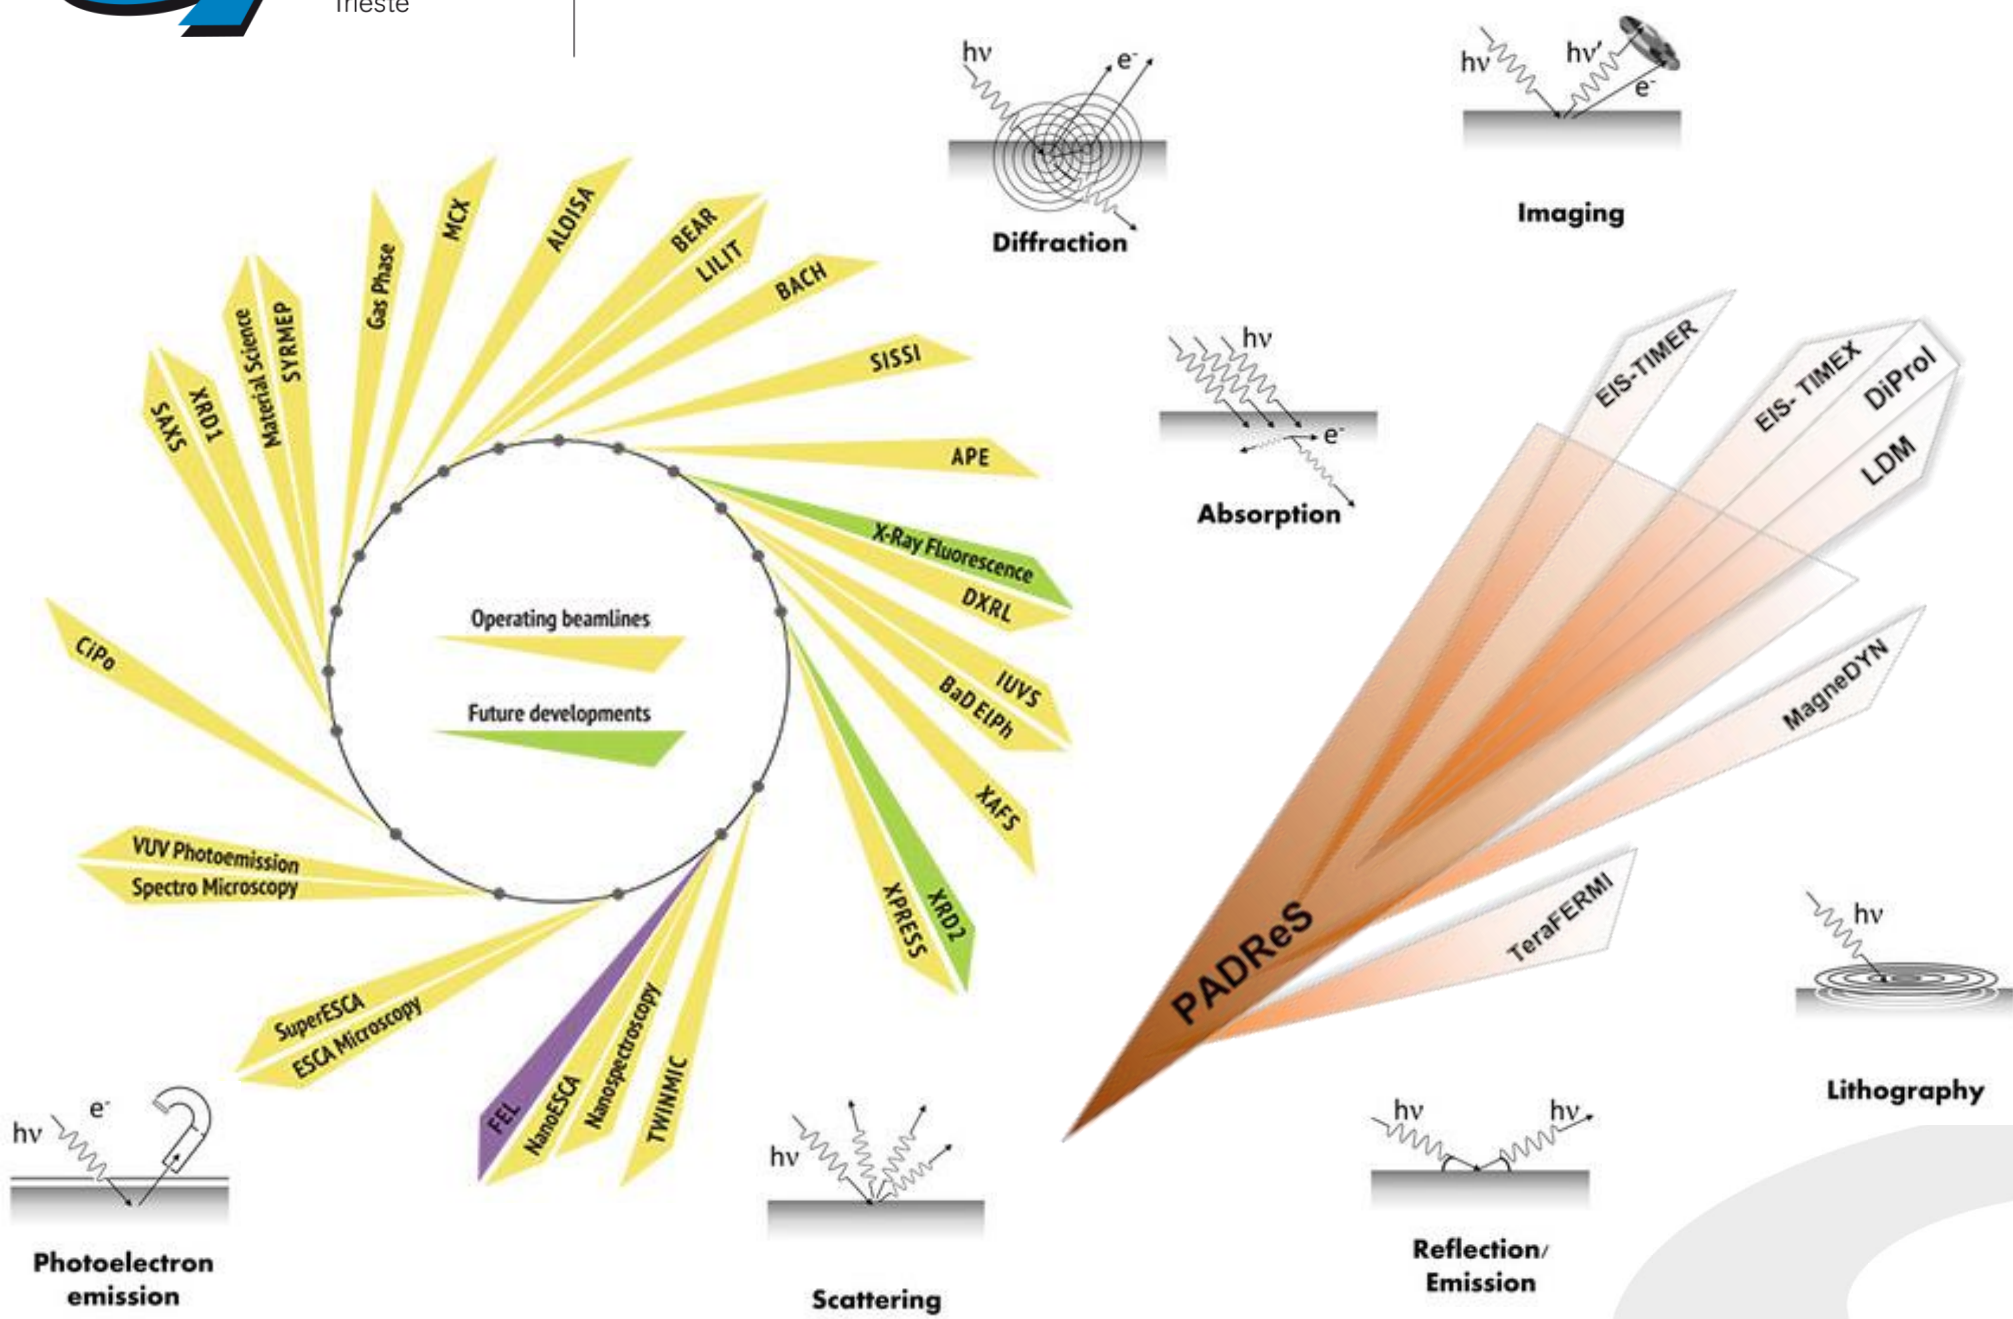 Trieste
hν
e⁻
Diffraction
hν
hν′
e⁻
Imaging
hν
e⁻
Absorption
SAXS
XRD1
Material Science
SYRMEP
Gas Phase
MCX
ALOISA
BEAR
LILIT
BACH
SISSI
APE
X-Ray Fluorescence
DXRL
IUVS
BaD ElPh
XAFS
XRD2
XPRESS
TWINMIC
Nanospectroscopy
NanoESCA
FEL
ESCA Microscopy
SuperESCA
Spectro Microscopy
VUV Photoemission
CiPo
Operating beamlines
Future developments
EIS-TIMER
EIS- TIMEX
DiProI
LDM
MagneDYN
TeraFERMI
PADReS
hν
Lithography
hν
e⁻
Photoelectron
emission
hν
Scattering
hν
hν
Reflection/
Emission